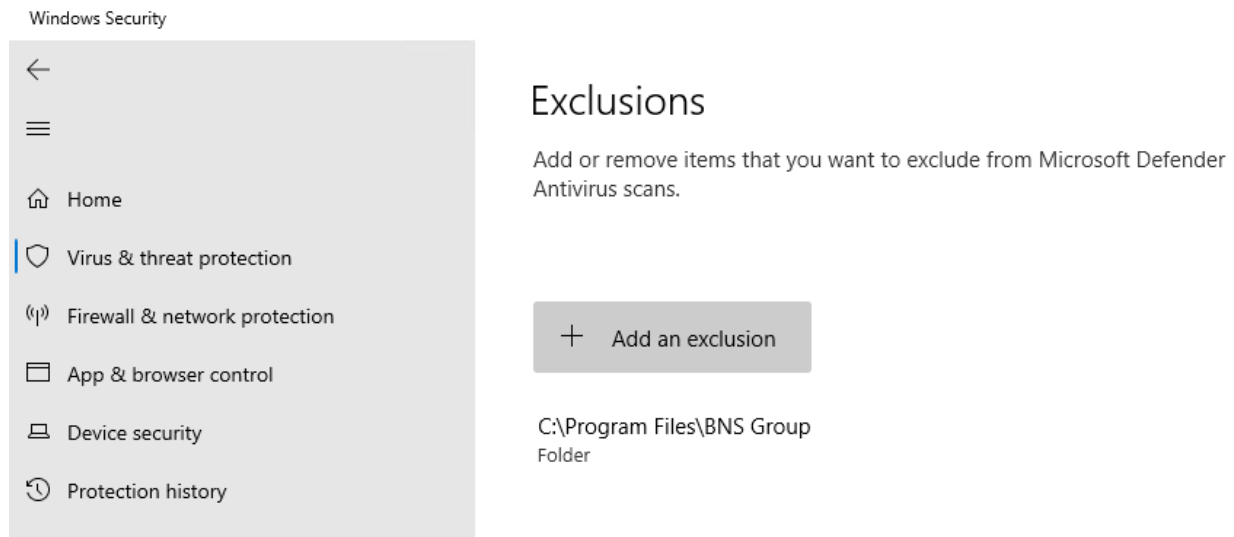 Windows Security
Home
Virus & threat protection
Firewall & network protection
App & browser control
Device security
Protection history
Exclusions
Add or remove items that you want to exclude from Microsoft Defender
Antivirus scans.
Add an exclusion
C:\Program Files\BNS Group
Folder